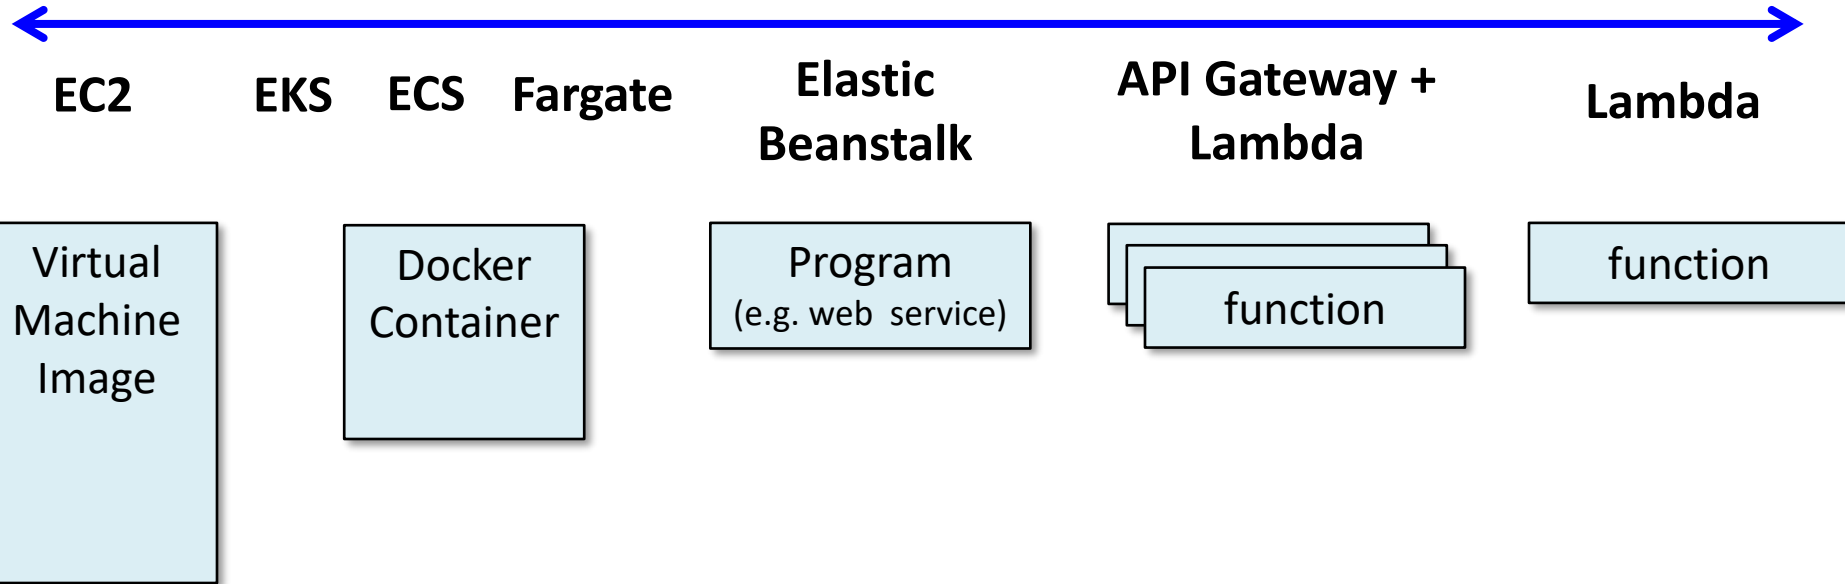 EC2 EKS ECS Fargate Elastic Beanstalk API Gateway + Lambda Lambda
Virtual
Machine
Image
Docker
Container
Program
(e.g. web service)
function
function